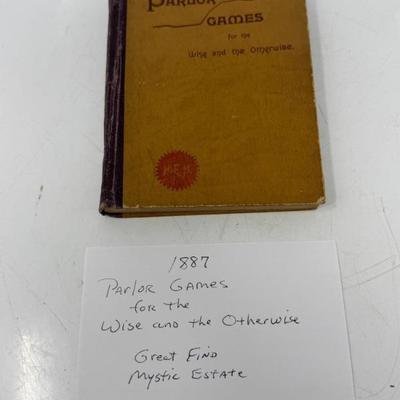 PARLOR
GAMES
for the
Wise and the Otherwise.
H.E.H.
1887
Parlor Games
for the
Wise and the Otherwise
Great Find
Mystic Estate